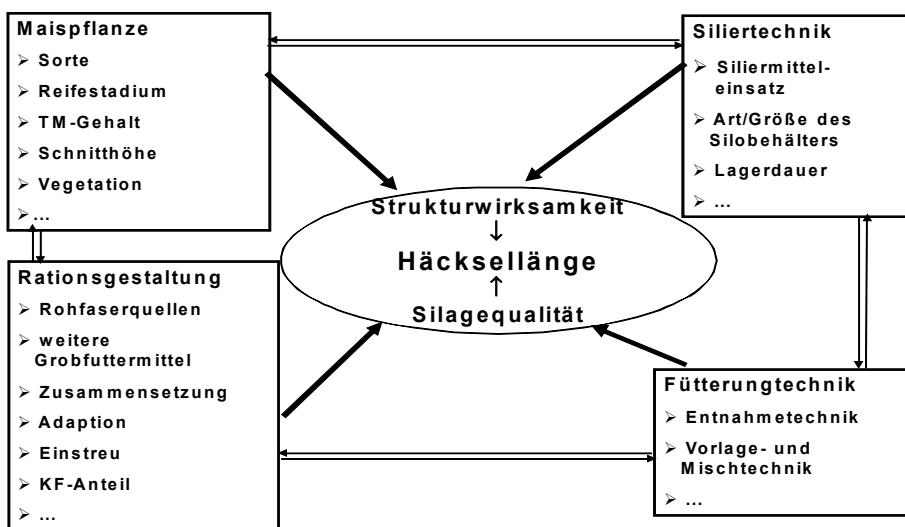 Maispflanze
➢ Sorte
➢ Reifestadium
➢ TM-Gehalt
➢ Schnitthöhe
➢ Vegetation
➢ ...
Siliertechnik
➢ Siliermittel-
einsatz
➢ Art/Größe des
Silobehälters
➢ Lagerdauer
➢ ...
Strukturwirksamkeit
↓
Häcksellänge
↑
Silagequalität
Rationsgestaltung
➢ Rohfaserquellen
➢ weitere
Grobfuttermittel
➢ Zusammensetzung
➢ Adaption
➢ Einstreu
➢ KF-Anteil
➢ ...
Fütterungtechnik
➢ Entnahmetechnik
➢ Vorlage- und
Mischtechnik
➢ ...